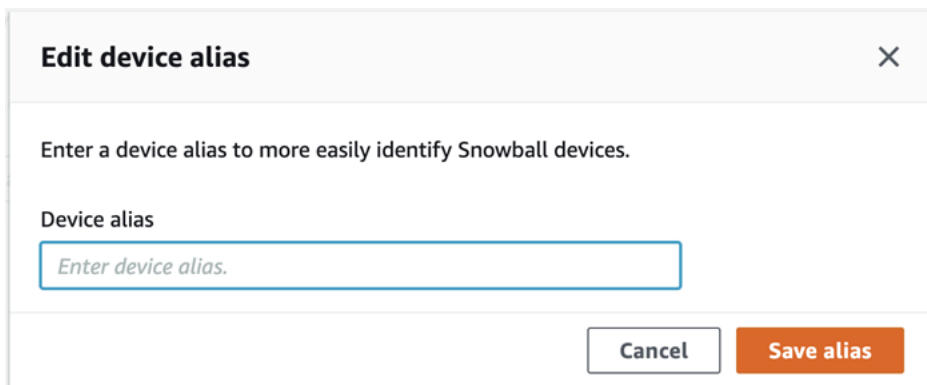 Edit device alias
Enter a device alias to more easily identify Snowball devices.
Device alias
Enter device alias.
Cancel
Save alias